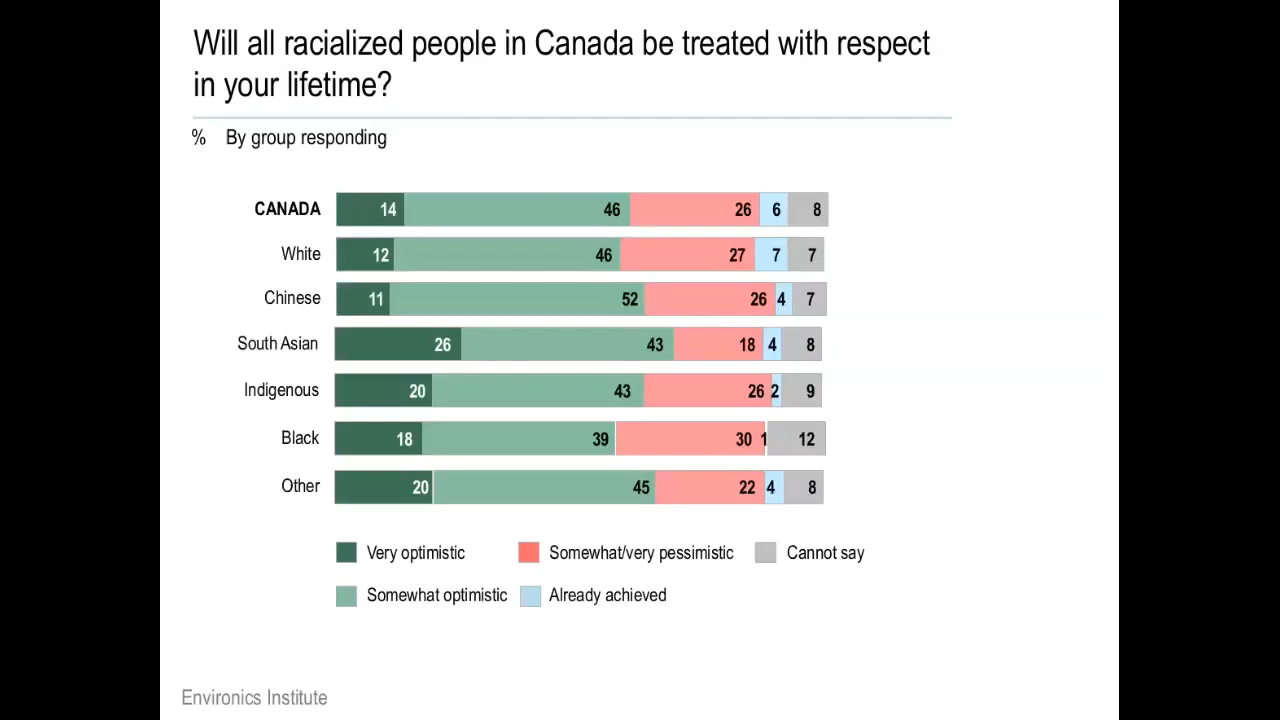 Will all racialized people in Canada be treated with respect
in your lifetime?
% By group responding
CANADA 14 46 26 6 8
White 12 46 27 7 7
Chinese 11 52 26 4 7
South Asian 26 43 18 4 8
Indigenous 20 43 26 2 9
Black 18 39 30 1 12
Other 20 45 22 4 8
Very optimistic Somewhat/very pessimistic Cannot say
Somewhat optimistic Already achieved
Environics Institute